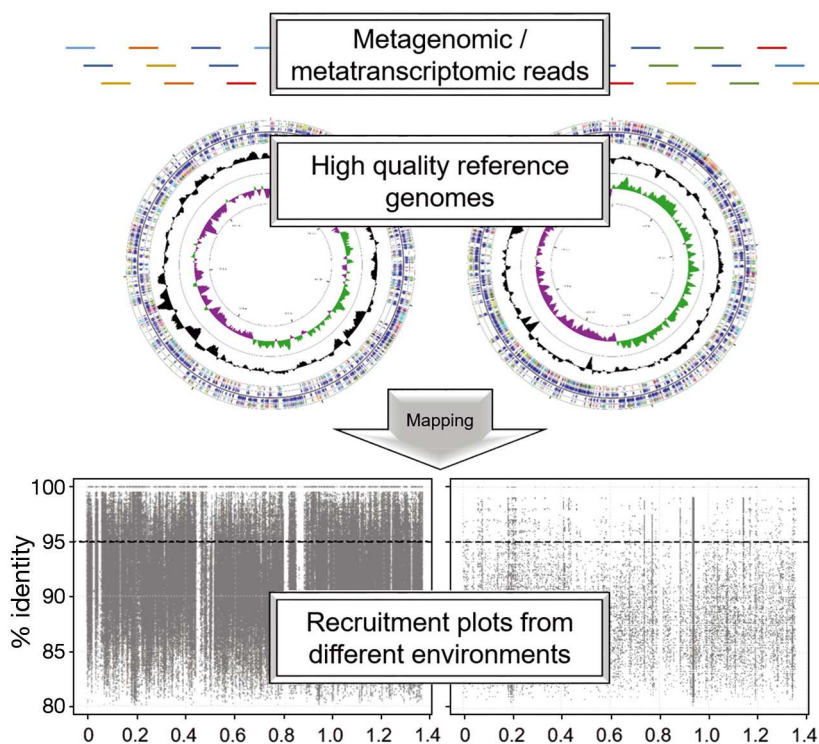 Metagenomic /
metatranscriptomic reads
High quality reference
genomes
Mapping
% identity
100
95
90
85
80
Recruitment plots from
different environments
0 0.2 0.4 0.6 0.8 1.0 1.2 1.4
0 0.2 0.4 0.6 0.8 1.0 1.2 1.4